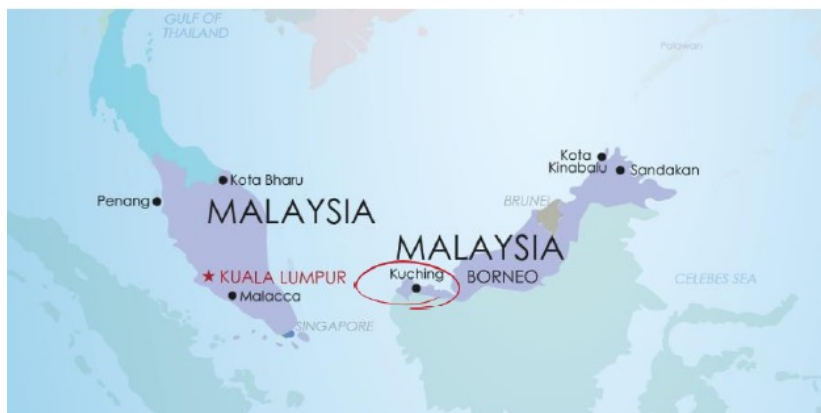 GULF OF
THAILAND
Palawan
Kota
Kinabalu
Sandakan
Kota Bharu
Penang
MALAYSIA
BRUNEI
MALAYSIA
KUALA LUMPUR
Kuching
BORNEO
CELEBES SEA
Malacca
SINGAPORE